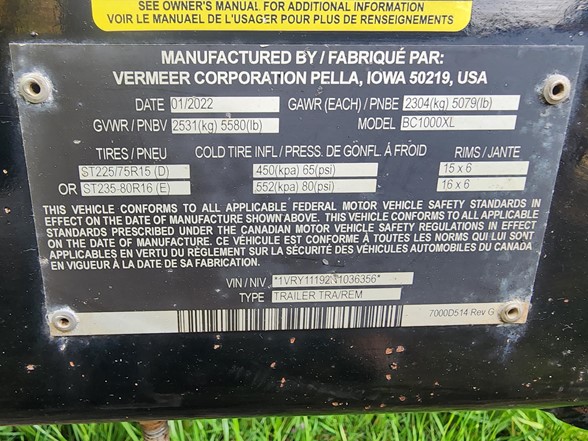 SEE OWNER'S MANUAL FOR ADDITIONAL INFORMATION
VOIR LE MANUAEL DE L'USAGER POUR PLUS DE RENSEIGNEMENTS
MANUFACTURED BY / FABRIQUÉ PAR:
VERMEER CORPORATION PELLA, IOWA 50219, USA
DATE 01/2022 GAWR (EACH) / PNBE 2304(kg) 5079(lb)
GVWR / PNBV 2531(kg) 5580(lb) MODEL BC1000XL
TIRES / PNEU COLD TIRE INFL / PRESS. DE GONFL. À FROID RIMS / JANTE
ST225/75R15 (D) 450(kpa) 65(psi) 15 x 6
OR ST235-80R16 (E) 552(kpa) 80(psi) 16 x 6
THIS VEHICLE CONFORMS TO ALL APPLICABLE FEDERAL MOTOR VEHICLE SAFETY STANDARDS IN
EFFECT ON THE DATE OF MANUFACTURE SHOWN ABOVE. THIS VEHICLE CONFORMS TO ALL APPLICABLE
STANDARDS PRESCRIBED UNDER THE CANADIAN MOTOR VEHICLE SAFETY REGULATIONS IN EFFECT ON
THE DATE OF MANUFACTURE. CE VÉHICULE EST CONFORME À TOUTES LES NORMS QUI LUI SONT
APPLICABLES EN VERTU DU RÈGLEMENT SUR LA SÉCURITÉ DES VÉHICULES AUTOMOBILES DU CANADA
EN VIGUEUR À LA DATE DE SA FABRICATION.
VIN / NIV *1VRY11192N1036356*
TYPE TRAILER TRA/REM
7000D514 Rev G